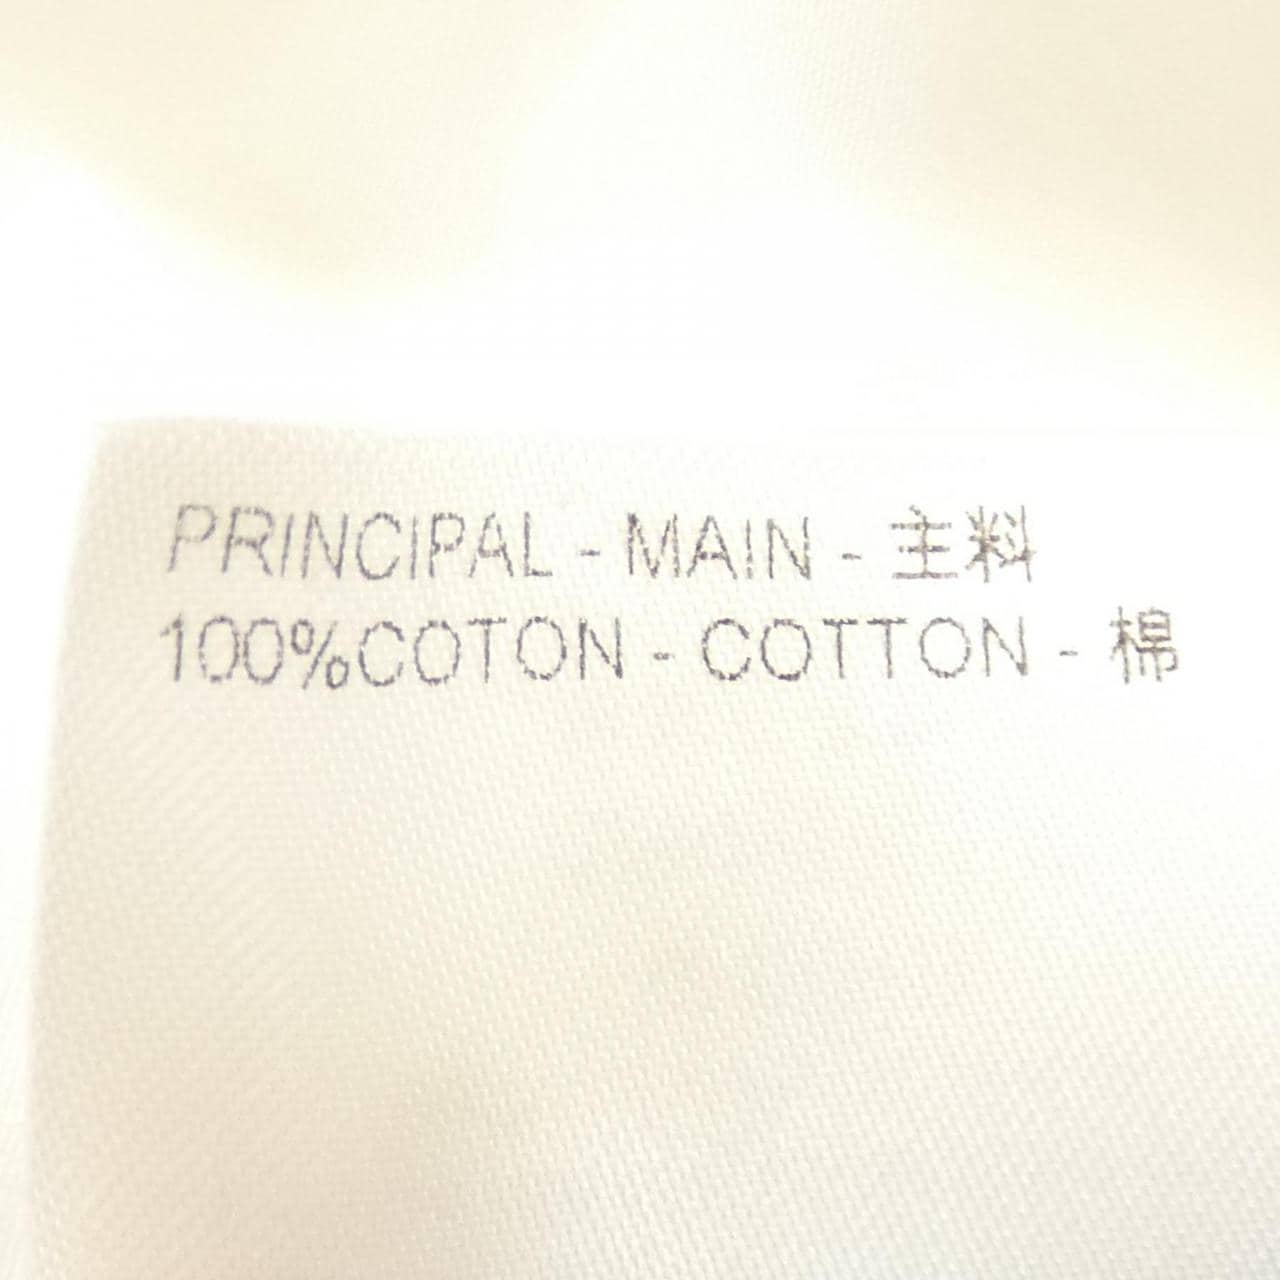 PRINCIPAL - MAIN - 主料
100%COTON - COTTON - 棉